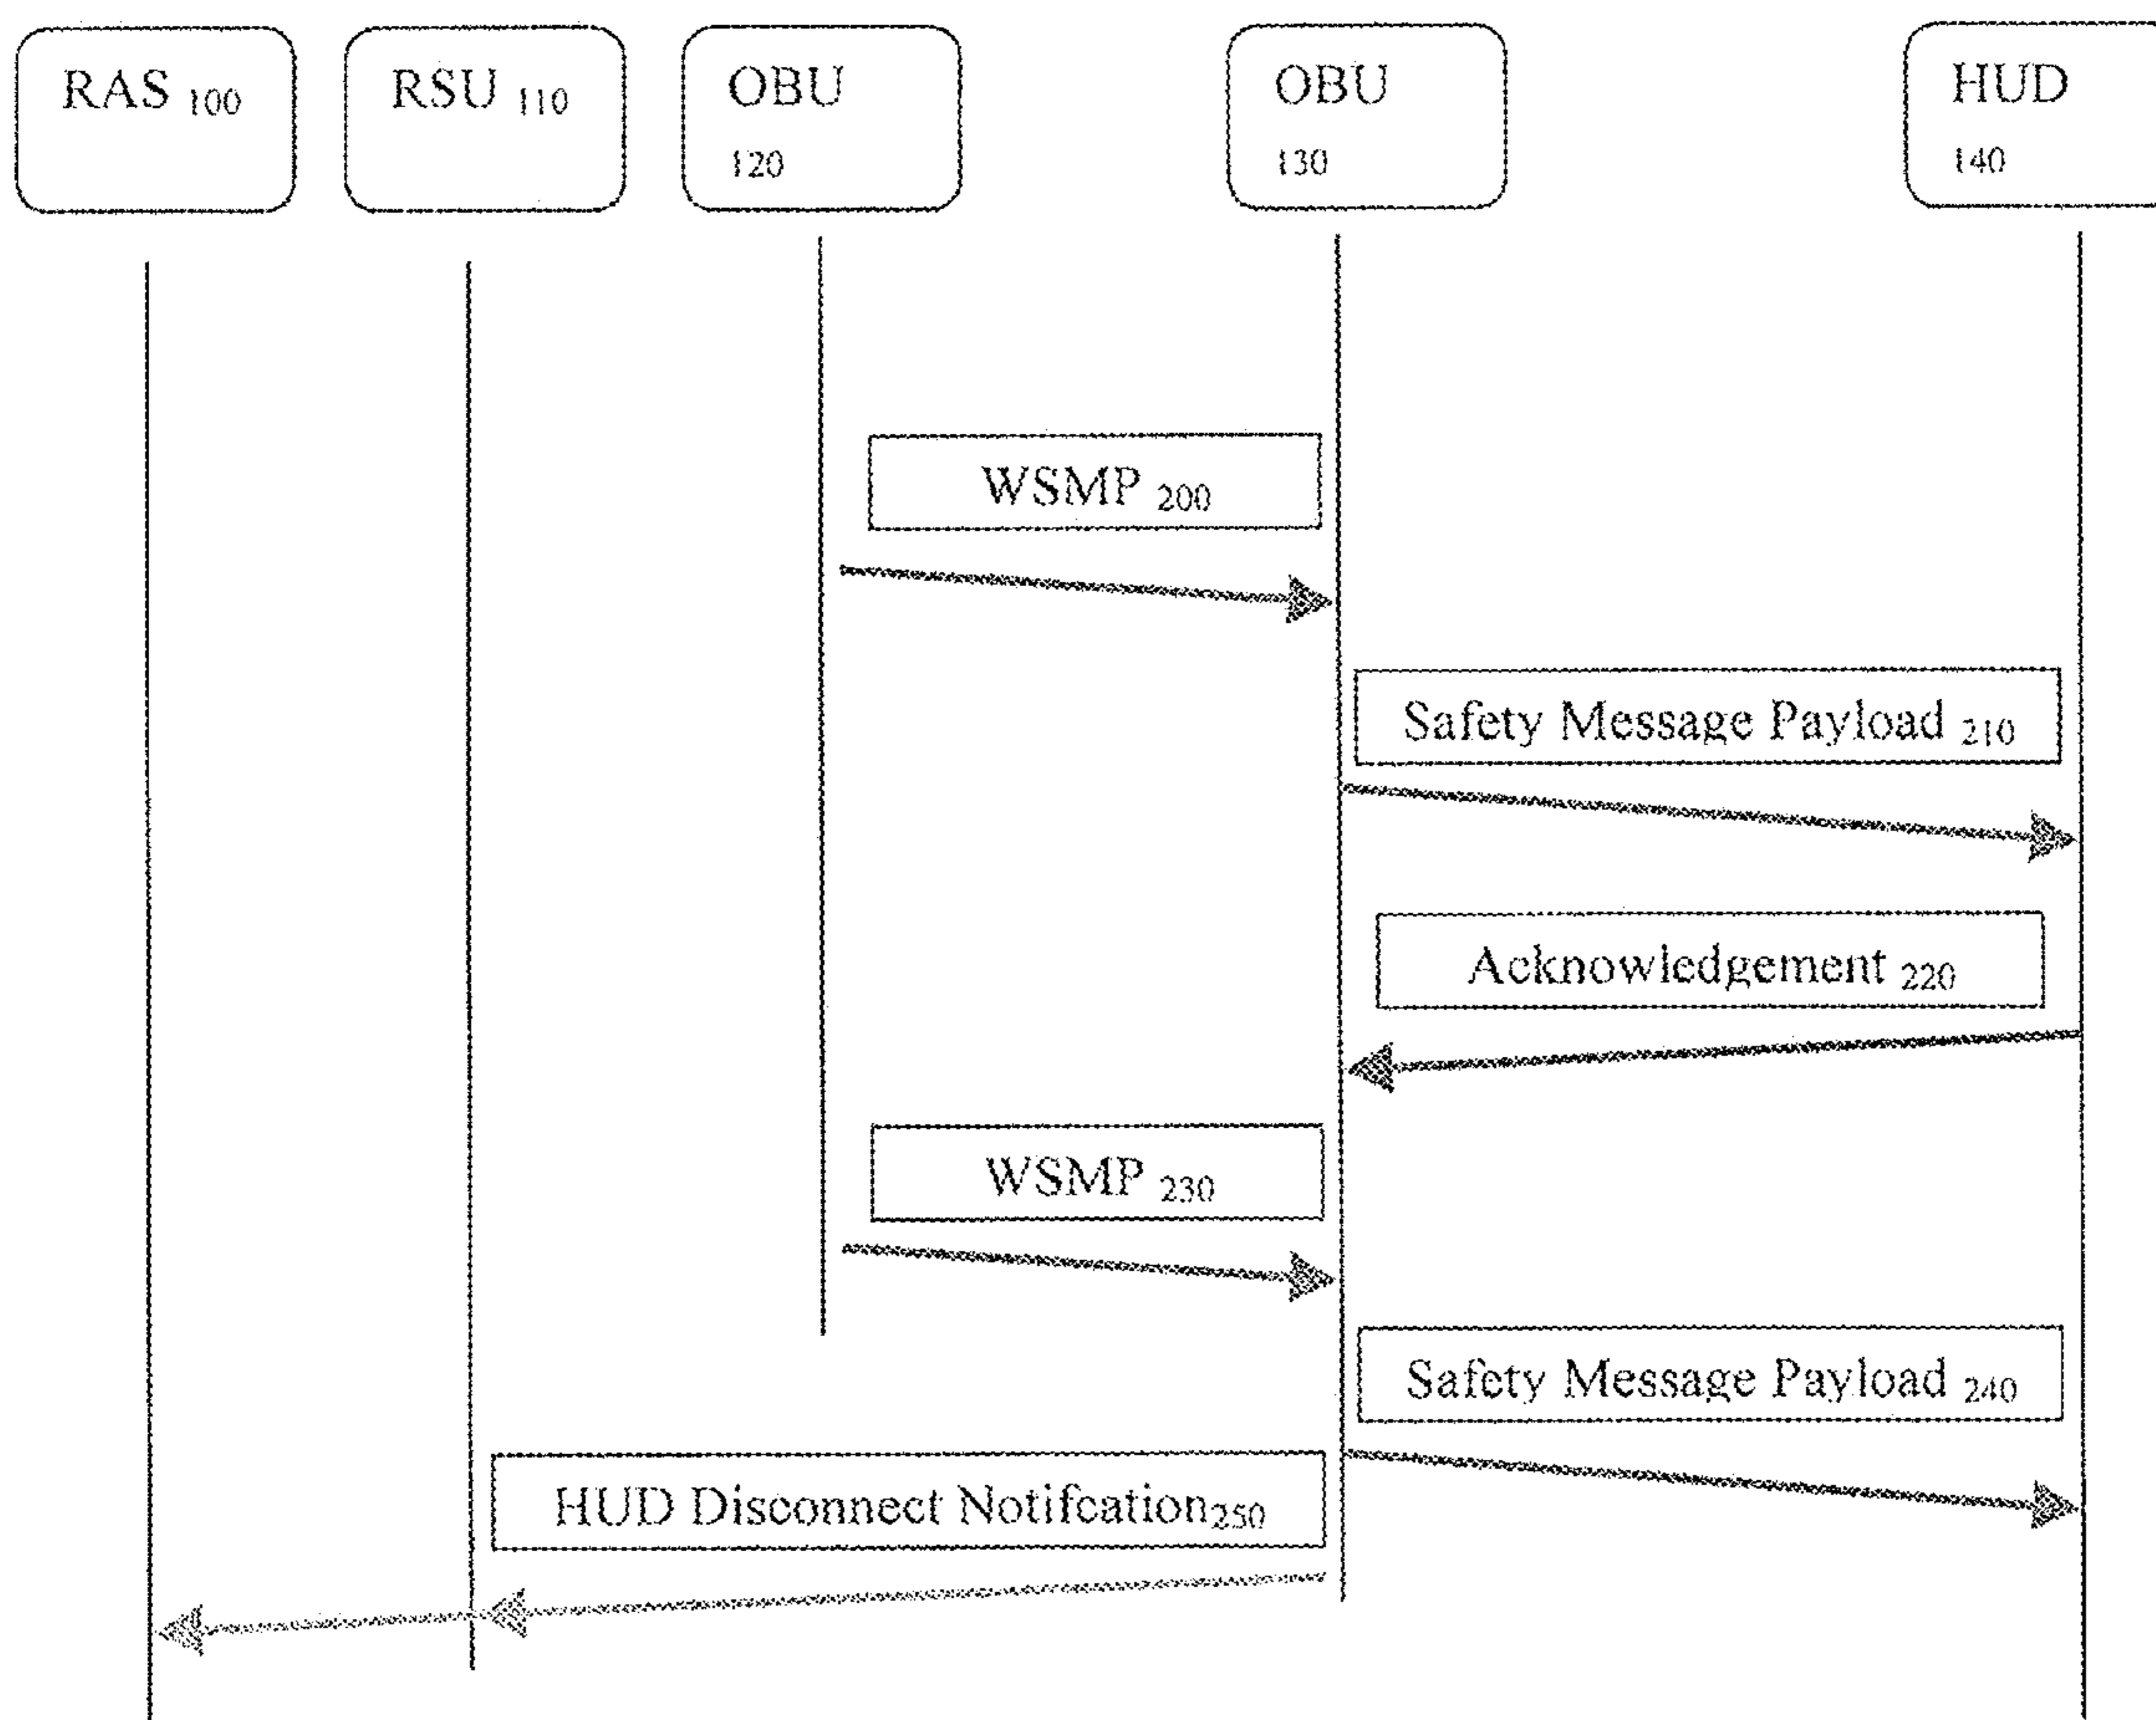 RAS 100
RSU 110
OBU
120
OBU
130
HUD
140
WSMP 200
Safety Message Payload 210
Acknowledgement 220
WSMP 230
Safety Message Payload 240
HUD Disconnect Notifcation250